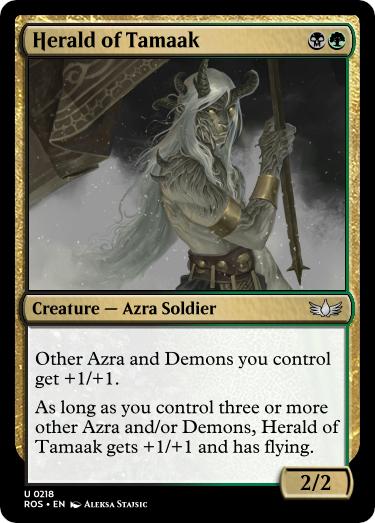 Herald of Tamaak
Creature — Azra Soldier
Other Azra and Demons you control
get +1/+1.
As long as you control three or more
other Azra and/or Demons, Herald of
Tamaak gets +1/+1 and has flying.
2/2
U 0218
ROS • EN Aleksa Stajsic